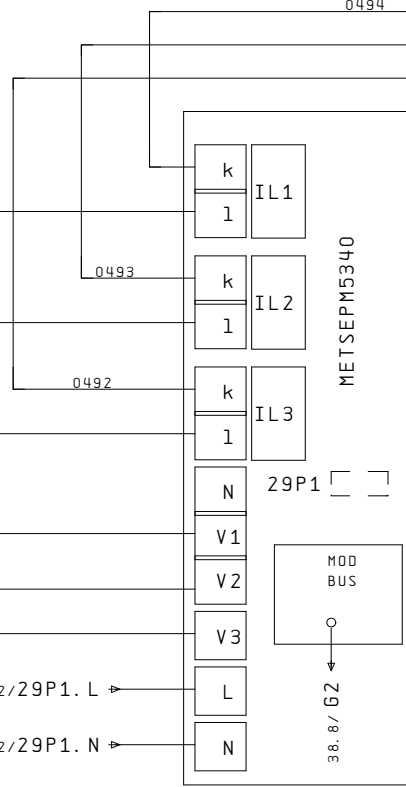 0494
k
IL1
l
METSEPM5340
0493
k
IL2
l
0492
k
IL3
l
N
29P1
V1
V2
MOD
BUS
V3
38.8/G2
2/29P1.L
L
2/29P1.N
N